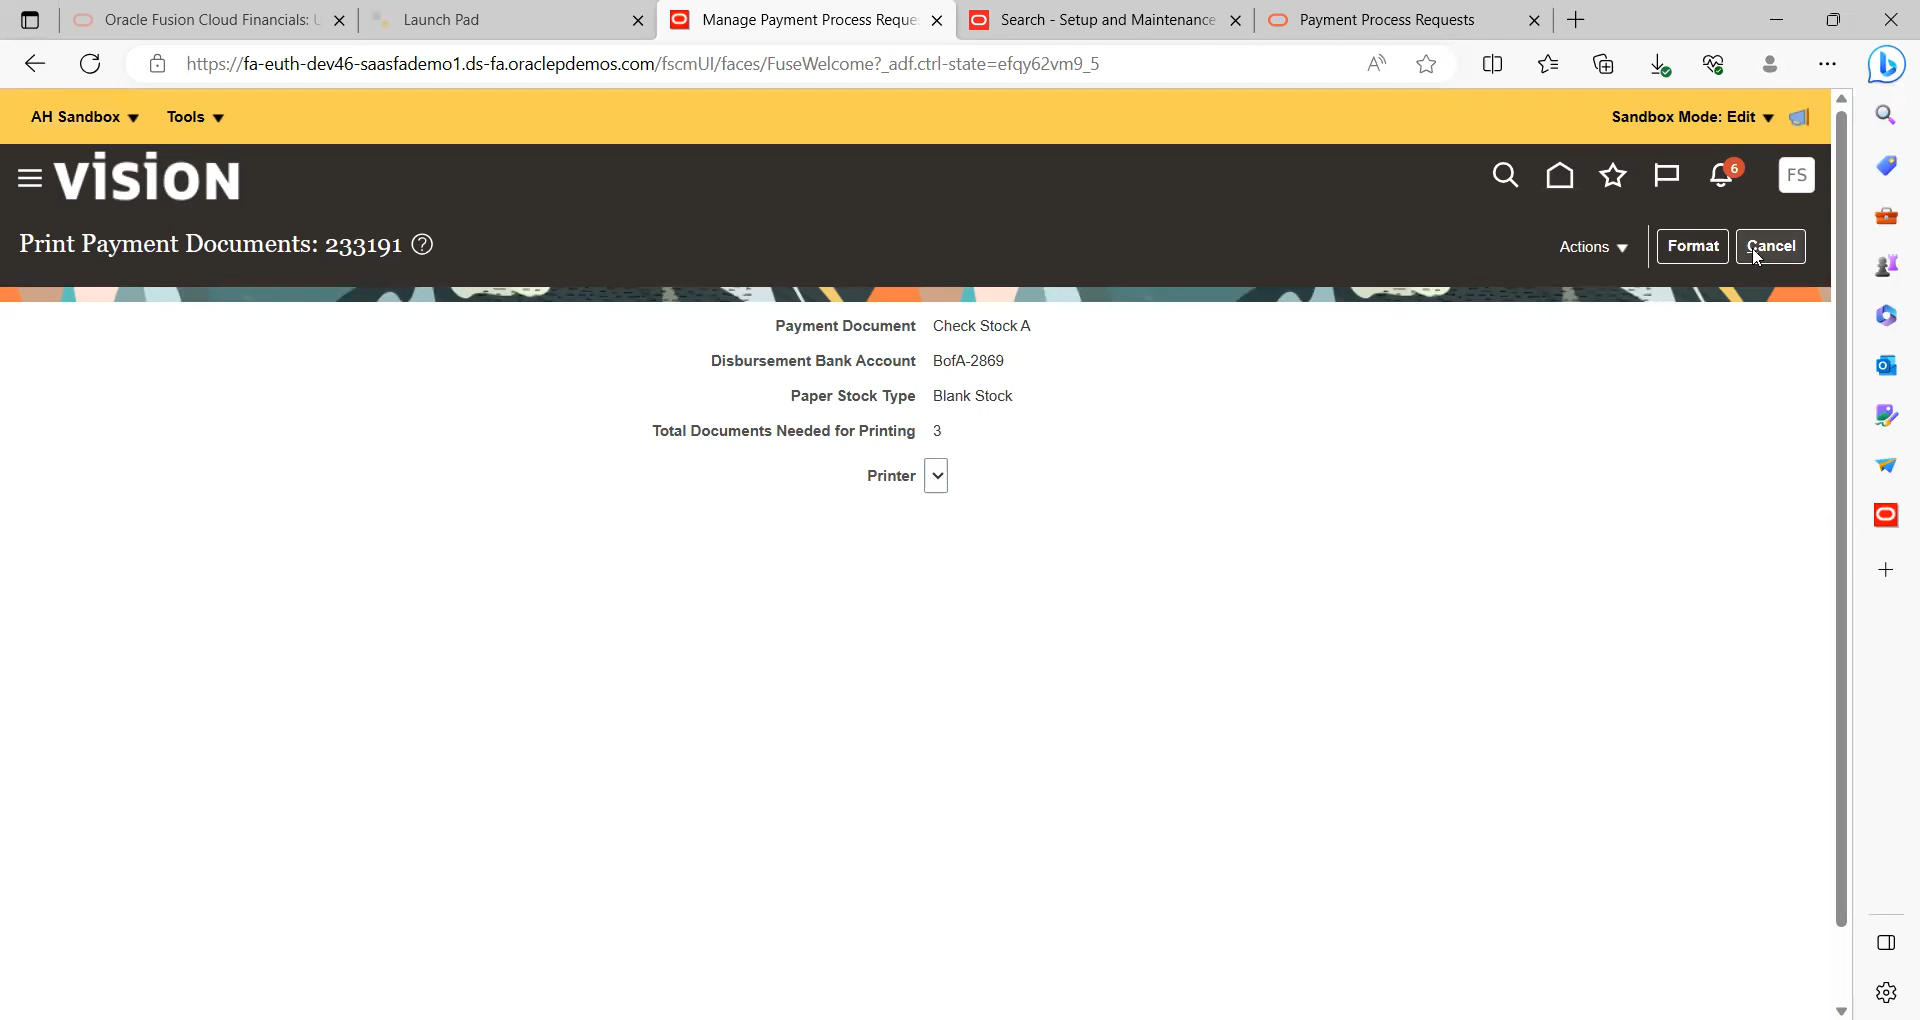 Oracle Fusion Cloud Financials: U
Launch Pad
Manage Payment Process Reque
Search - Setup and Maintenance
Payment Process Requests
https://fa-euth-dev46-saasfademo1.ds-fa.oraclepdemos.com/fscmUI/faces/FuseWelcome?_adf.ctrl-state=efqy62vm9_5
AH Sandbox
Tools
Sandbox Mode: Edit
VISION
6
FS
Print Payment Documents: 233191
Actions
Format
Cancel
Payment Document Check Stock A
Disbursement Bank Account BofA-2869
Paper Stock Type Blank Stock
Total Documents Needed for Printing 3
Printer